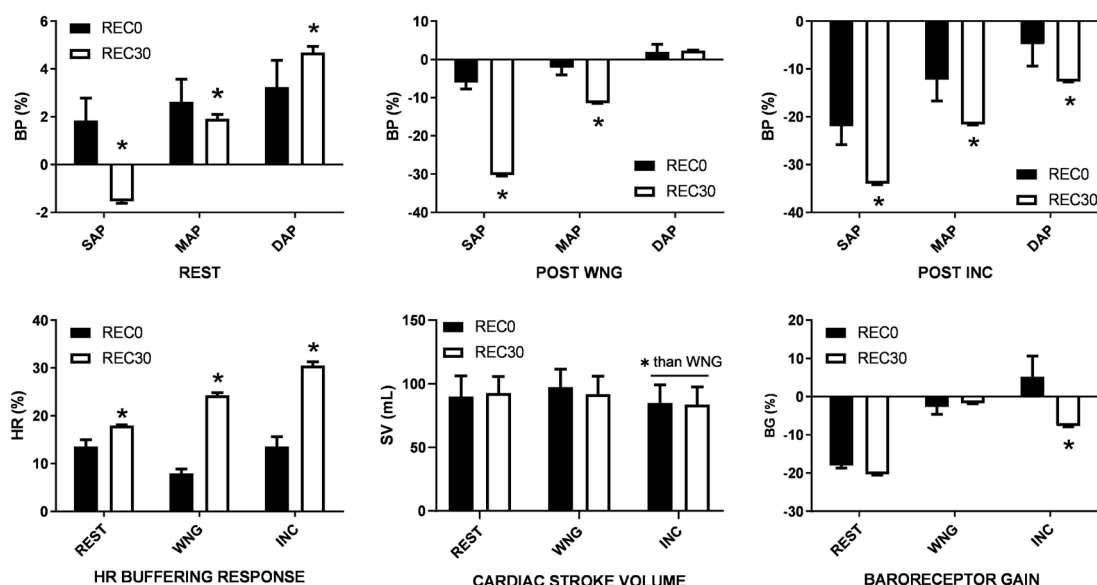 REC0
REC30
BP (%)
6
4
2
0
-2
*
*
*
SAP
MAP
DAP
REST
BP (%)
10
0
-10
-20
-30
-40
*
*
REC0
REC30
SAP
MAP
DAP
POST WNG
BP (%)
10
0
-10
-20
-30
-40
*
*
*
REC0
REC30
SAP
MAP
DAP
POST INC
HR (%)
40
30
20
10
0
REC0
REC30
*
*
*
REST
WNG
INC
HR BUFFERING RESPONSE
SV (mL)
150
100
50
0
REC0
REC30
* than WNG
REST
WNG
INC
CARDIAC STROKE VOLUME
BG (%)
20
10
0
-10
-20
-30
REC0
REC30
*
REST
WNG
INC
BARORECEPTOR GAIN